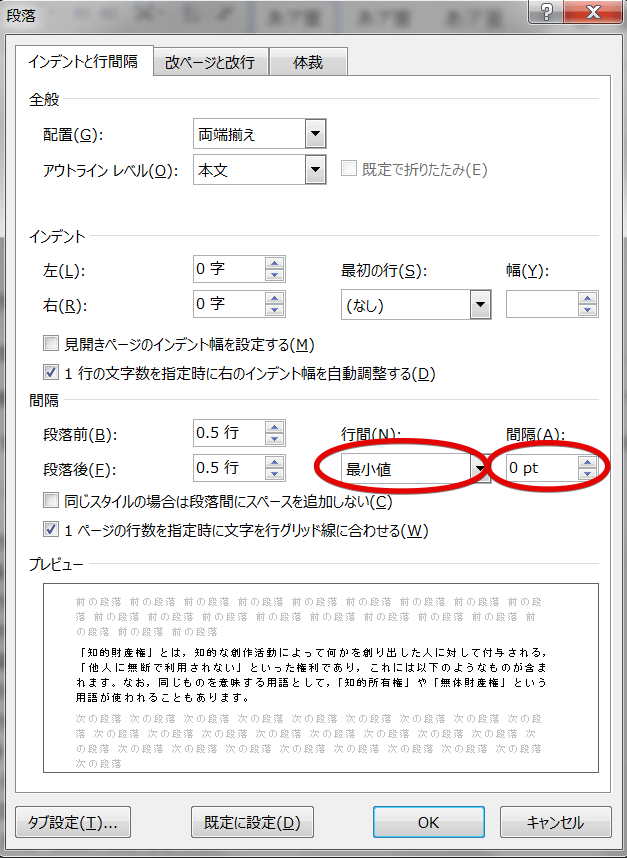 段落
インデントと行間隔 改ページと改行 体裁
全般
配置(G): 両端揃え
アウトライン レベル(O): 本文 既定で折りたたみ(E)
インデント
左(L): 0 字 最初の行(S): 幅(Y):
右(R): 0 字 (なし)
見開きページのインデント幅を設定する(M)
1 行の文字数を指定時に右のインデント幅を自動調整する(D)
間隔
段落前(B): 0.5 行 行間(N): 間隔(A):
段落後(F): 0.5 行 最小値 0 pt
同じスタイルの場合は段落間にスペースを追加しない(C)
1 ページの行数を指定時に文字を行グリッド線に合わせる(W)
プレビュー
前の段落 前の段落 前の段落 前の段落 前の段落 前の段落 前の段落 前の段落 前の段
落 前の段落 前の段落 前の段落 前の段落 前の段落 前の段落 前の段落 前の段落 前
の段落 前の段落 前の段落
「知的財産権」とは，知的な創作活動によって何かを創り出した人に対して付与される，
「他人に無断で利用されない」といった権利であり，これには以下のようなものが含ま
れます。なお，同じものを意味する用語として，「知的所有権」や「無体財産権」という
用語が使われることもあります。
次の段落 次の段落 次の段落 次の段落 次の段落 次の段落 次の段落 次の段落 次の段
落 次の段落 次の段落 次の段落 次の段落 次の段落 次の段落 次の段落 次の段落 次
の段落 次の段落 次の段落 次の段落 次の段落 次の段落 次の段落 次の段落 次の段落
次の段落
タブ設定(T)... 既定に設定(D) OK キャンセル